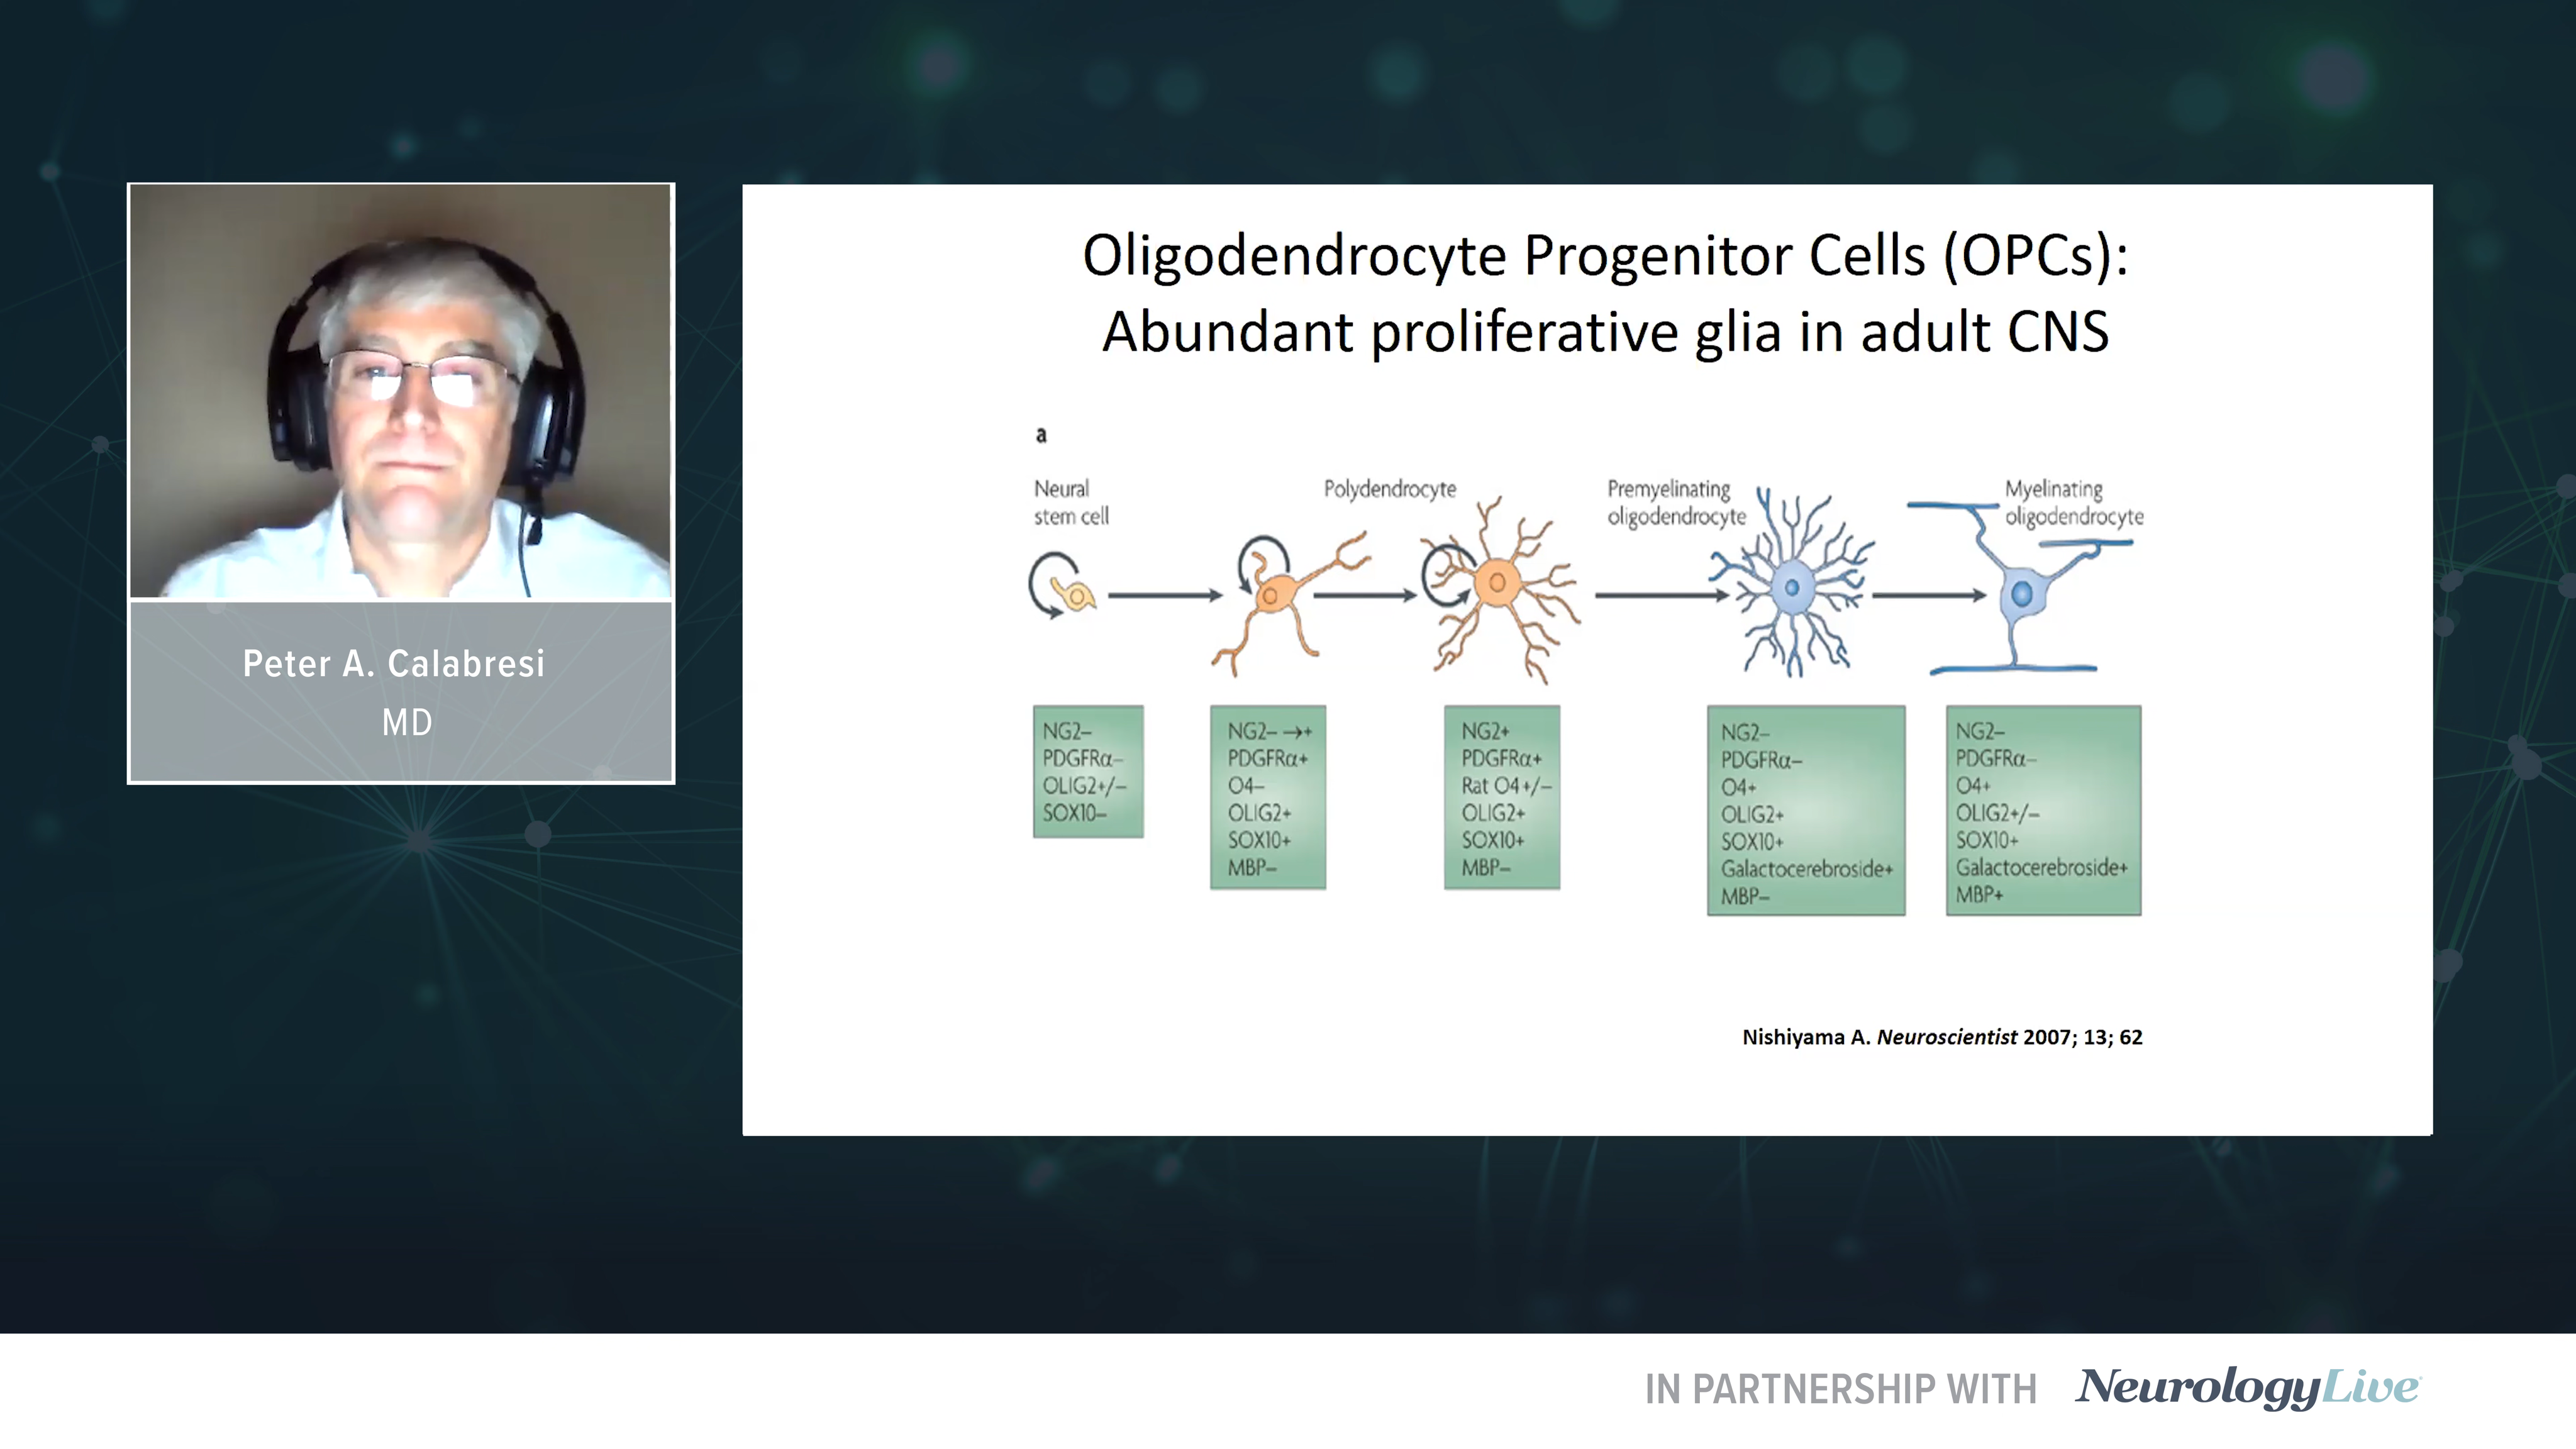 Peter A. Calabresi
MD
Oligodendrocyte Progenitor Cells (OPCs):
Abundant proliferative glia in adult CNS
a
Neural
stem cell
Polydendrocyte
Premyelinating
oligodendrocyte
Myelinating
oligodendrocyte
NG2–
PDGFRα–
OLIG2+/–
SOX10–
NG2– →+
PDGFRα+
O4–
OLIG2+
SOX10+
MBP–
NG2+
PDGFRα+
Rat O4+/–
OLIG2+
SOX10+
MBP–
NG2–
PDGFRα–
O4+
OLIG2+
SOX10+
Galactocerebroside+
MBP–
NG2–
PDGFRα–
O4+
OLIG2+/–
SOX10+
Galactocerebroside+
MBP+
Nishiyama A. Neuroscientist 2007; 13; 62
IN PARTNERSHIP WITH NeurologyLive